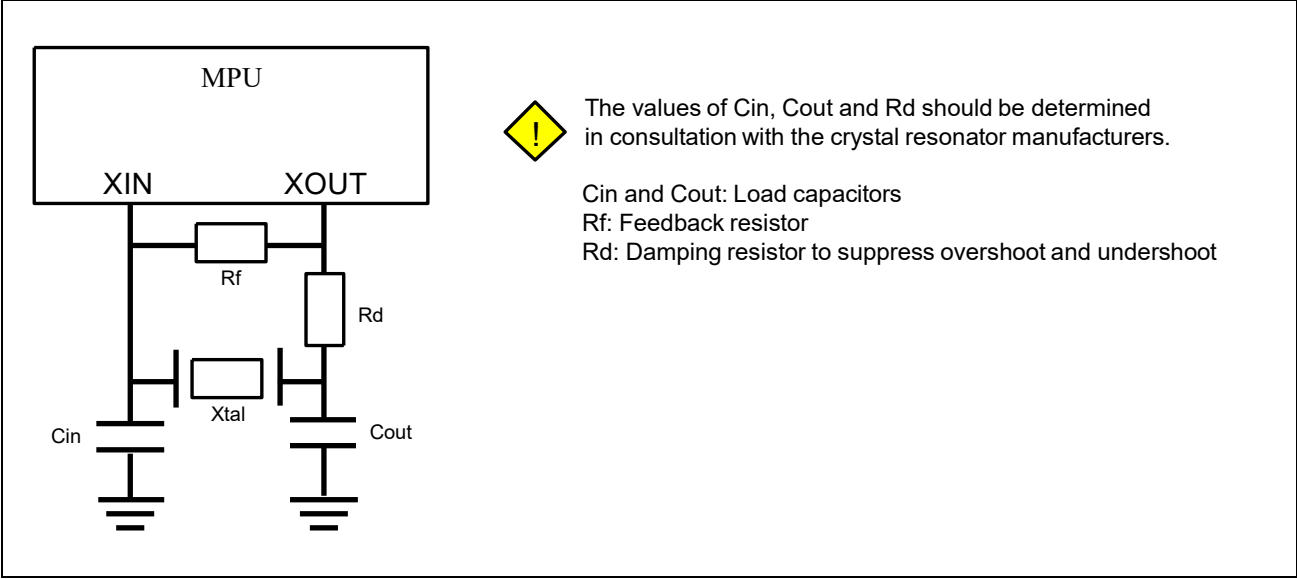 MPU
XIN XOUT
Rf
Rd
Xtal
Cin
Cout
!
The values of Cin, Cout and Rd should be determined
in consultation with the crystal resonator manufacturers.
Cin and Cout: Load capacitors
Rf: Feedback resistor
Rd: Damping resistor to suppress overshoot and undershoot